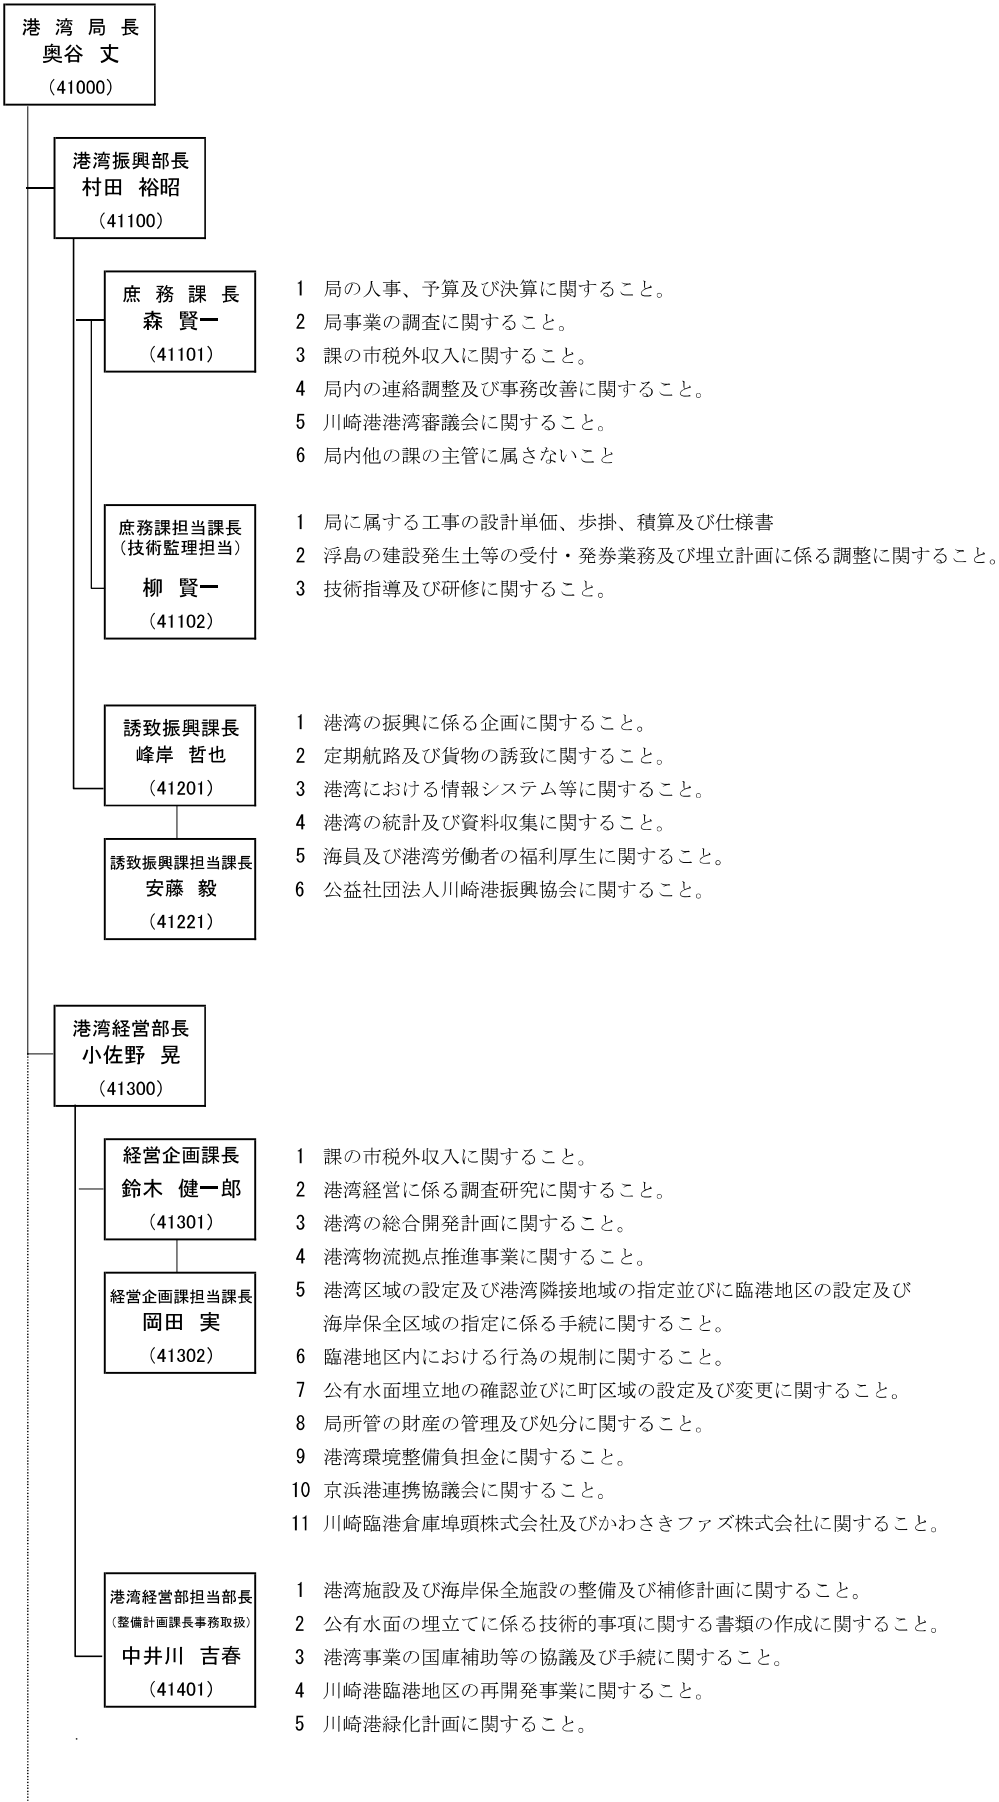 港湾局長
奥谷 丈
(41000)
港湾振興部長
村田 裕昭
(41100)
庶務課長
森 賢一
(41101)
1 局の人事、予算及び決算に関すること。
2 局事業の調査に関すること。
3 課の市税外収入に関すること。
4 局内の連絡調整及び事務改善に関すること。
5 川崎港港湾審議会に関すること。
6 局内他の課の主管に属さないこと
庶務課担当課長
(技術監理担当)
柳 賢一
(41102)
1 局に属する工事の設計単価、歩掛、積算及び仕様書
2 浮島の建設発生土等の受付・発券業務及び埋立計画に係る調整に関すること。
3 技術指導及び研修に関すること。
誘致振興課長
峰岸 哲也
(41201)
誘致振興課担当課長
安藤 毅
(41221)
1 港湾の振興に係る企画に関すること。
2 定期航路及び貨物の誘致に関すること。
3 港湾における情報システム等に関すること。
4 港湾の統計及び資料収集に関すること。
5 海員及び港湾労働者の福利厚生に関すること。
6 公益社団法人川崎港振興協会に関すること。
港湾経営部長
小佐野 晃
(41300)
経営企画課長
鈴木 健一郎
(41301)
経営企画課担当課長
岡田 実
(41302)
1 課の市税外収入に関すること。
2 港湾経営に係る調査研究に関すること。
3 港湾の総合開発計画に関すること。
4 港湾物流拠点推進事業に関すること。
5 港湾区域の設定及び港湾隣接地域の指定並びに臨港地区の設定及び
海岸保全区域の指定に係る手続に関すること。
6 臨港地区内における行為の規制に関すること。
7 公有水面埋立地の確認並びに町区域の設定及び変更に関すること。
8 局所管の財産の管理及び処分に関すること。
9 港湾環境整備負担金に関すること。
10 京浜港連携協議会に関すること。
11 川崎臨港倉庫埠頭株式会社及びかわさきファズ株式会社に関すること。
港湾経営部担当部長
(整備計画課長事務取扱)
中井川 吉春
(41401)
1 港湾施設及び海岸保全施設の整備及び補修計画に関すること。
2 公有水面の埋立てに係る技術的事項に関する書類の作成に関すること。
3 港湾事業の国庫補助等の協議及び手続に関すること。
4 川崎港臨港地区の再開発事業に関すること。
5 川崎港緑化計画に関すること。